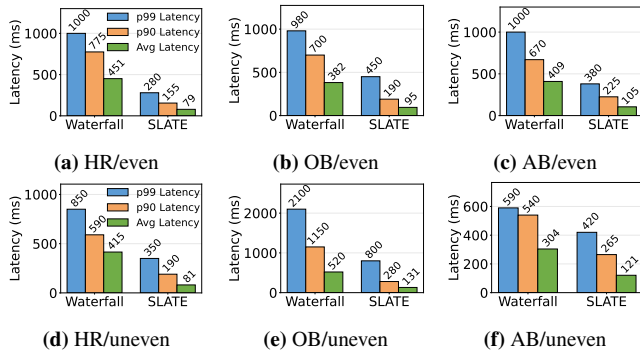 Latency (ms)
1000
500
0
1000
775
451
280
155
79
p99 Latency
p90 Latency
Avg Latency
Waterfall
SLATE
(a) HR/even
Latency (ms)
1000
500
0
980
700
382
450
190
95
Waterfall
SLATE
(b) OB/even
Latency (ms)
1000
500
0
1000
670
409
380
225
105
Waterfall
SLATE
(c) AB/even
Latency (ms)
1000
500
0
850
590
415
350
190
81
p99 Latency
p90 Latency
Avg Latency
Waterfall
SLATE
(d) HR/uneven
Latency (ms)
2000
1000
0
2100
1150
520
800
280
131
Waterfall
SLATE
(e) OB/uneven
Latency (ms)
600
400
200
0
590
540
304
420
265
121
Waterfall
SLATE
(f) AB/uneven